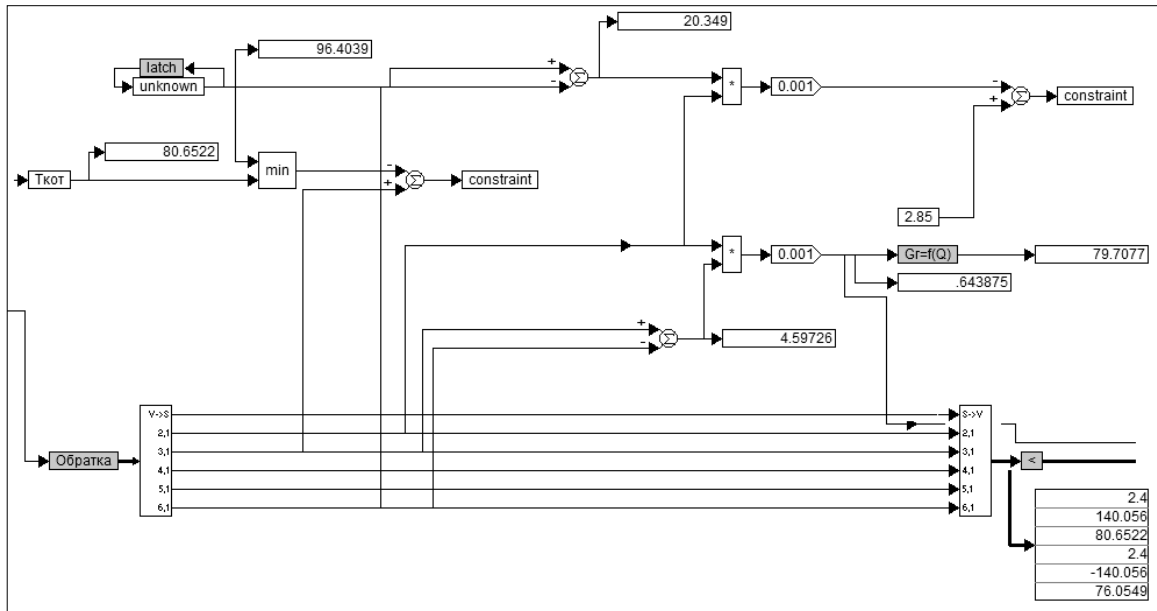 20.349
96.4039
latch
unknown
+
-
*
0.001
-
+
Σ
Σ
constraint
80.6522
Ткот
min
-
+
Σ
constraint
2.85
*
0.001
Gr=f(Q)
79.7077
.643875
+
-
Σ
4.59726
V->S
2,1
3,1
4,1
5,1
6,1
Обратка
S->V
2,1
3,1
4,1
5,1
6,1
<
2.4
140.056
80.6522
2.4
-140.056
76.0549